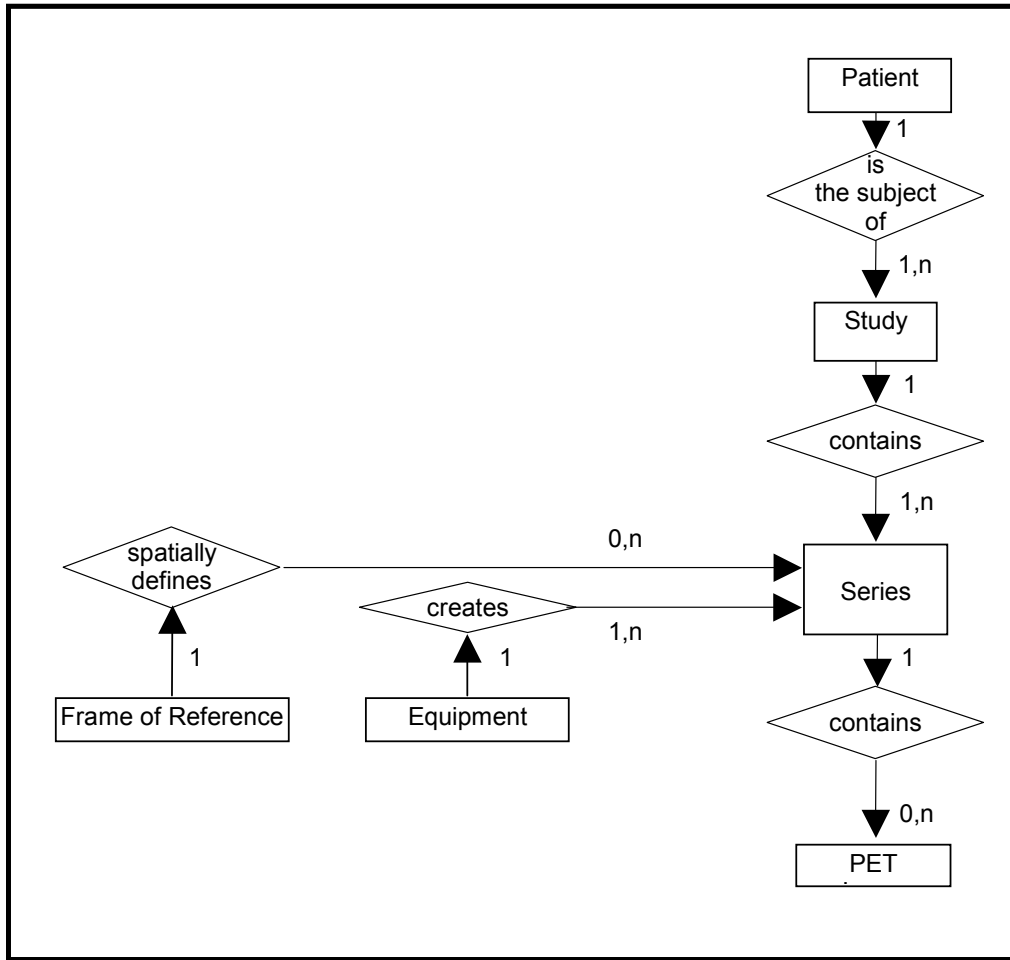 Patient
1
is
the subject
of
1,n
Study
1
contains
1,n
spatially
defines
0,n
Series
creates
1,n
1
1
1
Frame of Reference
Equipment
contains
0,n
PET